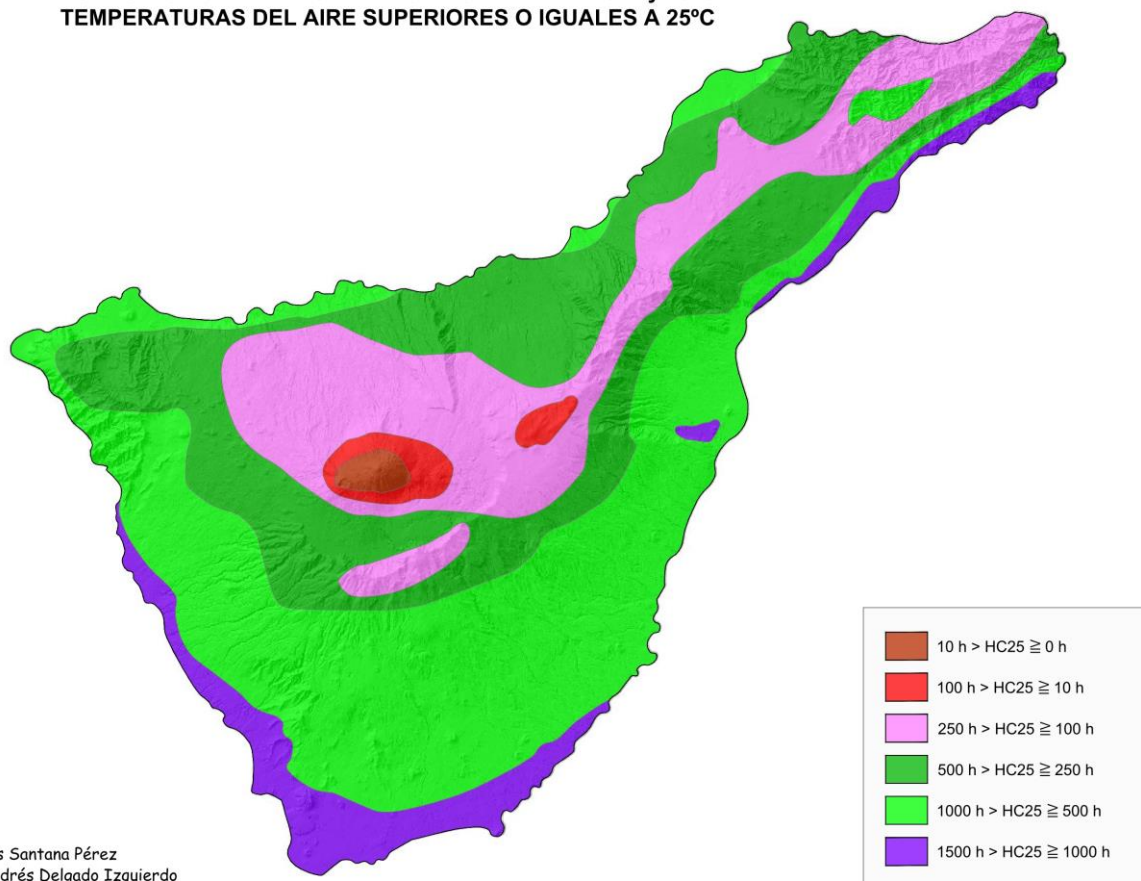 TEMPERATURAS DEL AIRE SUPERIORES O IGUALES A 25ºC
10 h > HC25 ≧ 0 h
100 h > HC25 ≧ 10 h
250 h > HC25 ≧ 100 h
500 h > HC25 ≧ 250 h
1000 h > HC25 ≧ 500 h
1500 h > HC25 ≧ 1000 h
s Santana Pérez
drés Delgado Izquierdo